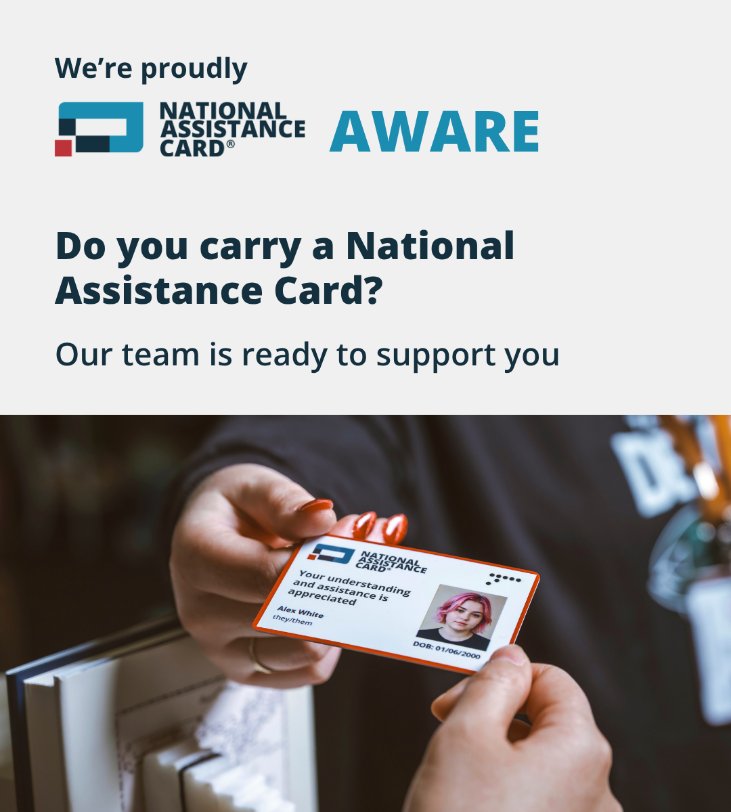 We're proudly
NATIONAL
ASSISTANCE
CARD®
AWARE
Do you carry a National
Assistance Card?
Our team is ready to support you
NATIONAL
ASSISTANCE
CARD®
Your understanding
and assistance is
appreciated
Alex White
they/them
DOB: 01/06/2000